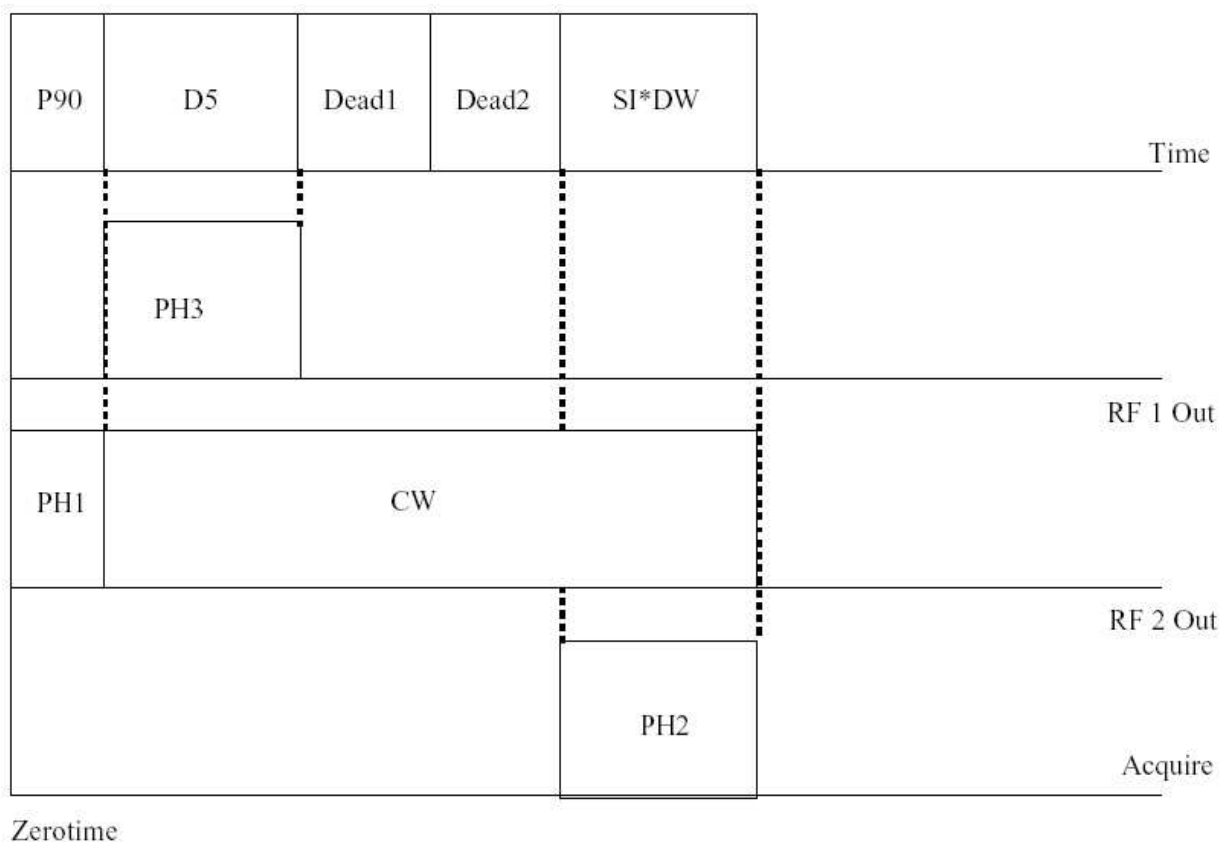 P90 D5 Dead1 Dead2 SI*DW
Time
PH3
RF 1 Out
PH1 CW
RF 2 Out
PH2
Acquire
Zerotime